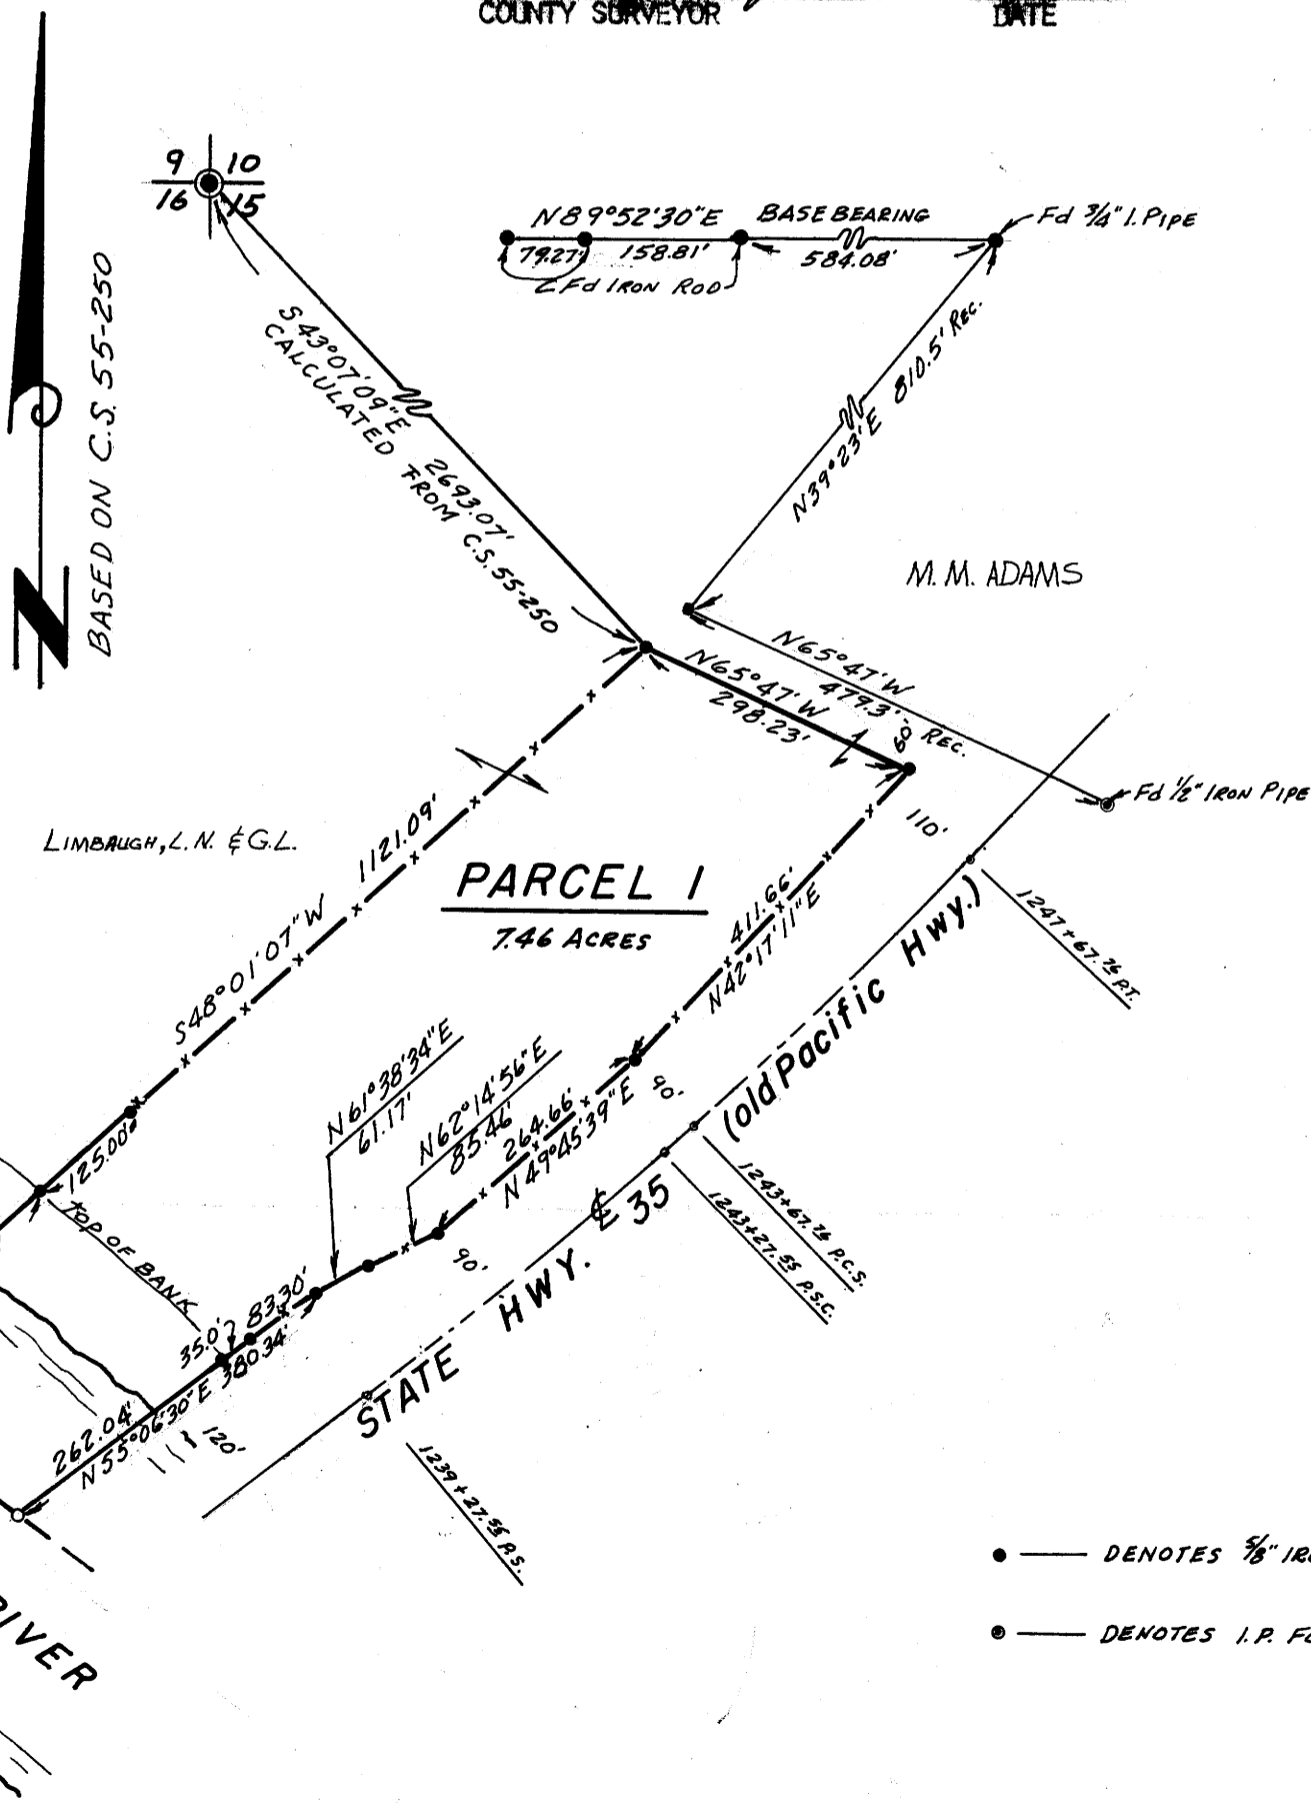 COUNTY SURVEYOR
DATE
9 10
16 15
N89°52'30"E BASE BEARING
79.27' 158.81' 584.08'
Fd IRON ROD
Fd 3/4" I. PIPE
BASED ON C.S. 55-250
N
S43°07'09"E 2693.07'
CALCULATED FROM C.S. 55-250
N39°23'E 810.5' REC.
M. M. ADAMS
N65°47'W
479.3' REC.
60'
N65°47'W
298.23'
Fd 1/2" IRON PIPE
110'
LIMBAUGH, L. N. & G.L.
S48°01'07"W 1121.09'
PARCEL 1
7.46 ACRES
411.66'
N42°17'11"E
1247+67.76 P.T.
(Old Pacific Hwy.)
N61°38'34"E
61.17'
N62°14'56"E
85.46'
264.66'
N49°45'39"E
90'
90'
125.00'
TOP OF BANK
1243+67.76 P.C.S.
1243+27.55 P.S.C.
STATE HWY. ℄ 35
35.0' 83.30'
262.04'
N55°06'30"E 380.34'
120'
1239+27.55 P.S.
DENOTES 5/8"
DENOTES I.P.
RIVER